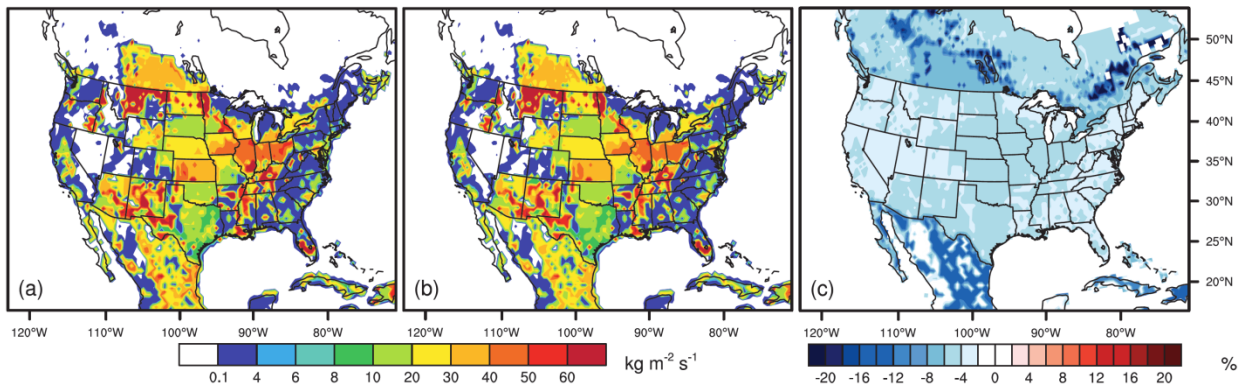 50°N
45°N
40°N
35°N
30°N
25°N
20°N
(a) (b) (c)
120°W 110°W 100°W 90°W 80°W 120°W 110°W 100°W 90°W 80°W 120°W 110°W 100°W 90°W 80°W
0.1 4 6 8 10 20 30 40 50 60 kg m⁻² s⁻¹ -20 -16 -12 -8 -4 0 4 8 12 16 20 %